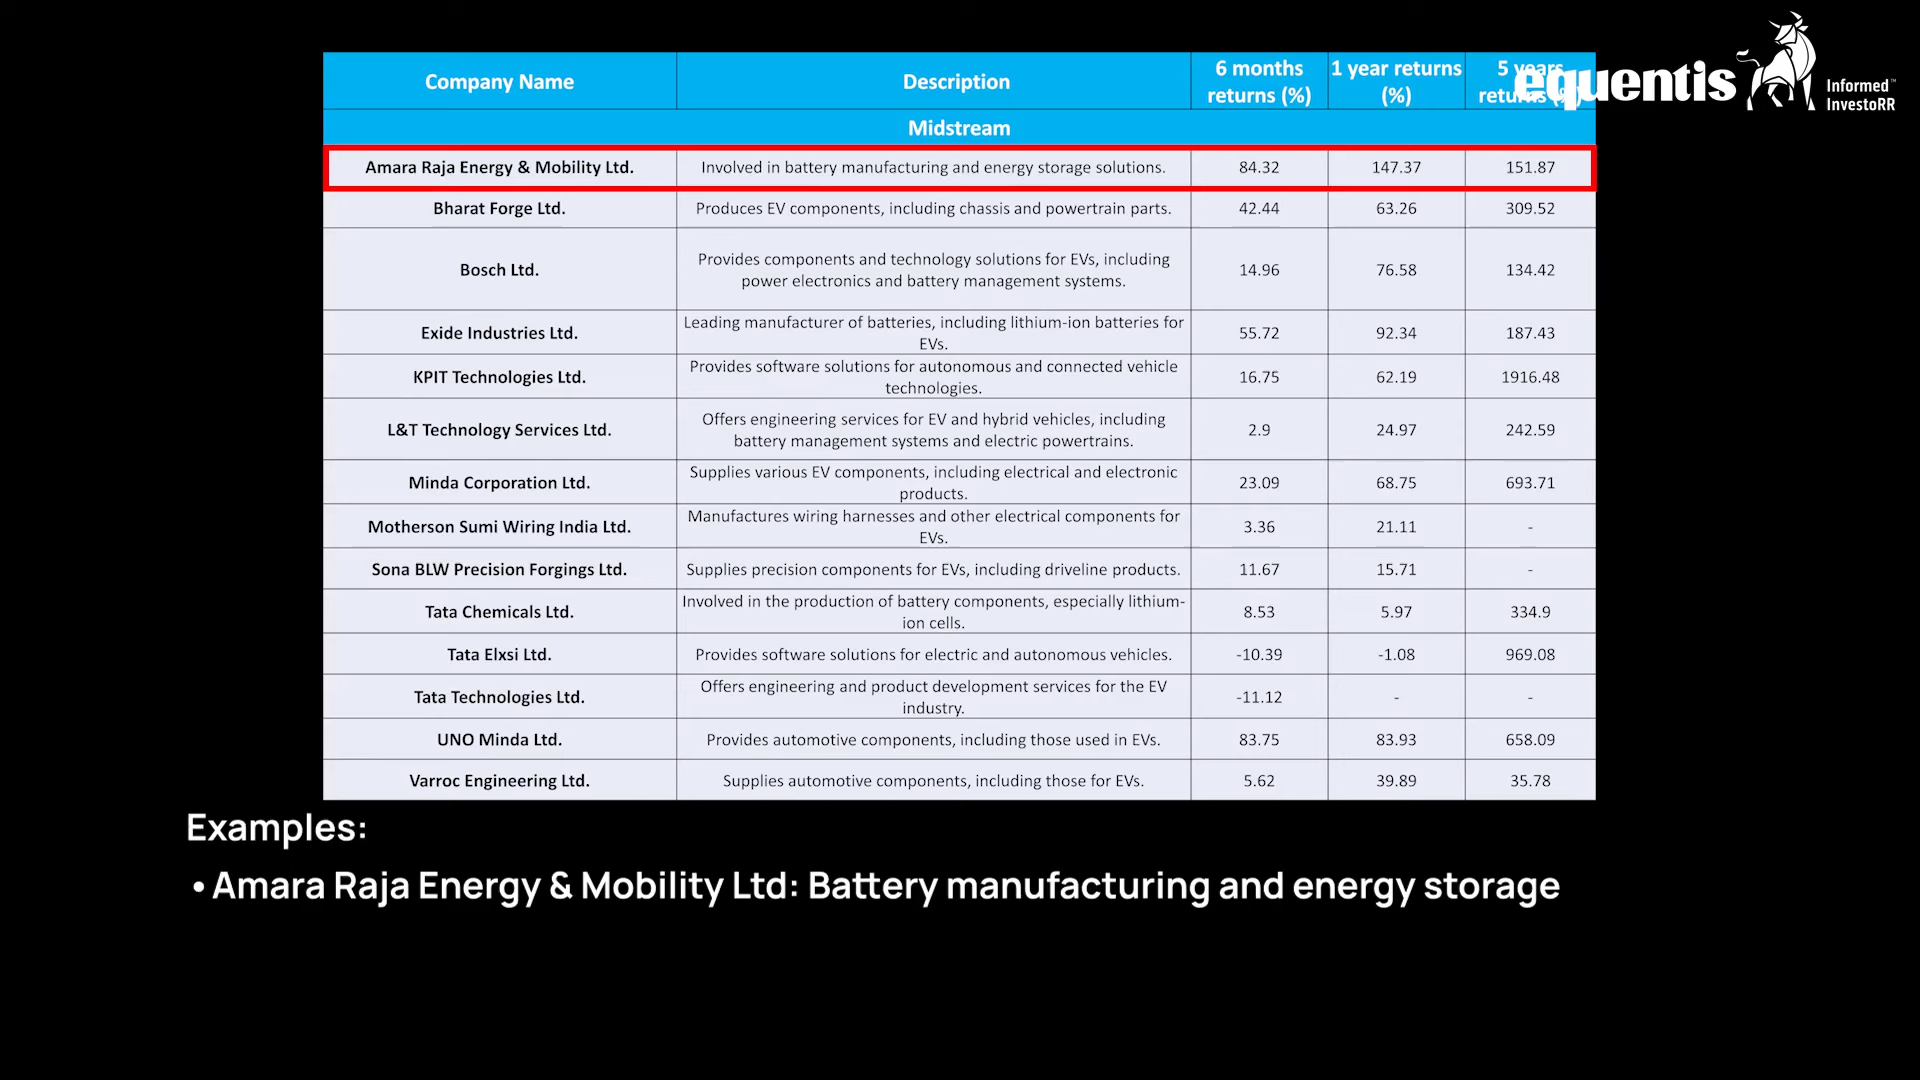 Company Name Description 6 months returns (%) 1 year returns (%) 5 years returns (%)
equentis Informed InvestoRR™
Midstream
Amara Raja Energy & Mobility Ltd. Involved in battery manufacturing and energy storage solutions. 84.32 147.37 151.87
Bharat Forge Ltd. Produces EV components, including chassis and powertrain parts. 42.44 63.26 309.52
Bosch Ltd. Provides components and technology solutions for EVs, including power electronics and battery management systems. 14.96 76.58 134.42
Exide Industries Ltd. Leading manufacturer of batteries, including lithium-ion batteries for EVs. 55.72 92.34 187.43
KPIT Technologies Ltd. Provides software solutions for autonomous and connected vehicle technologies. 16.75 62.19 1916.48
L&T Technology Services Ltd. Offers engineering services for EV and hybrid vehicles, including battery management systems and electric powertrains. 2.9 24.97 242.59
Minda Corporation Ltd. Supplies various EV components, including electrical and electronic products. 23.09 68.75 693.71
Motherson Sumi Wiring India Ltd. Manufactures wiring harnesses and other electrical components for EVs. 3.36 21.11 -
Sona BLW Precision Forgings Ltd. Supplies precision components for EVs, including driveline products. 11.67 15.71 -
Tata Chemicals Ltd. Involved in the production of battery components, especially lithium-ion cells. 8.53 5.97 334.9
Tata Elxsi Ltd. Provides software solutions for electric and autonomous vehicles. -10.39 -1.08 969.08
Tata Technologies Ltd. Offers engineering and product development services for the EV industry. -11.12 - -
UNO Minda Ltd. Provides automotive components, including those used in EVs. 83.75 83.93 658.09
Varroc Engineering Ltd. Supplies automotive components, including those for EVs. 5.62 39.89 35.78
Examples:
• Amara Raja Energy & Mobility Ltd: Battery manufacturing and energy storage